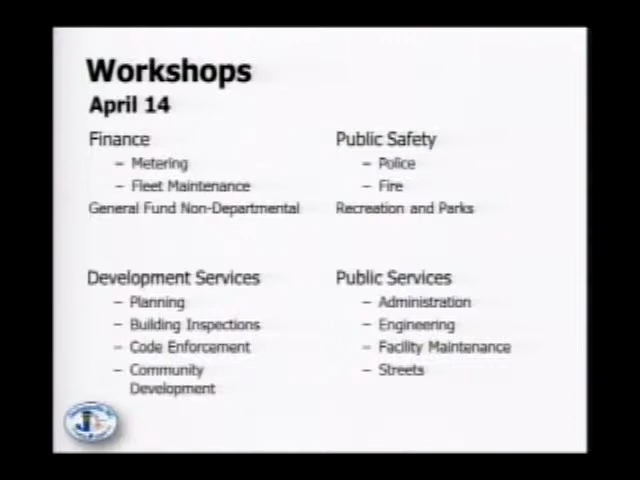 Workshops
April 14
Finance
– Metering
– Fleet Maintenance
General Fund Non-Departmental
Public Safety
– Police
– Fire
Recreation and Parks
Development Services
– Planning
– Building Inspections
– Code Enforcement
– Community
Development
Public Services
– Administration
– Engineering
– Facility Maintenance
– Streets